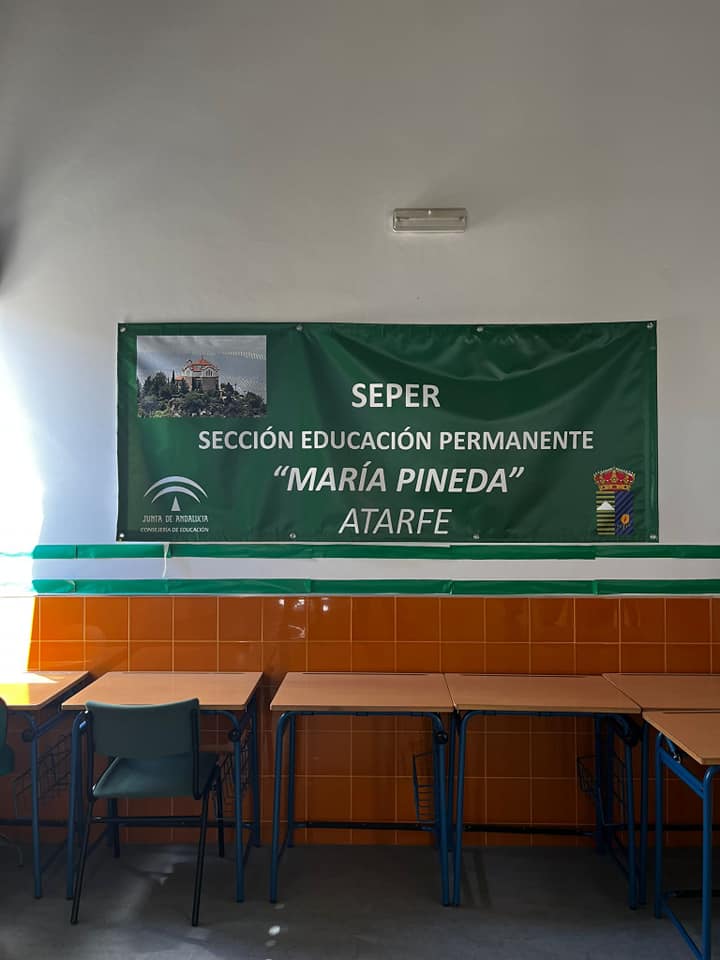 SEPER
SECCIÓN EDUCACIÓN PERMANENTE
“MARÍA PINEDA”
ATARFE
JUNTA DE ANDALUCIA
CONSEJERÍA DE EDUCACIÓN